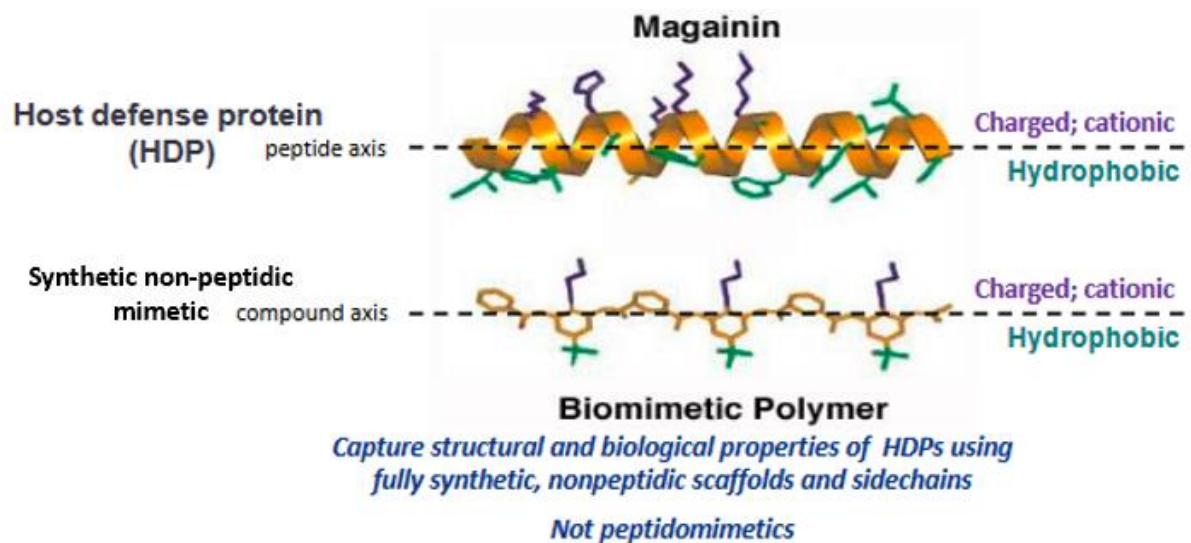 Magainin
Host defense protein
(HDP)
peptide axis
Charged; cationic
Hydrophobic
Synthetic non-peptidic
mimetic
compound axis
Charged; cationic
Hydrophobic
Biomimetic Polymer
Capture structural and biological properties of HDPs using
fully synthetic, nonpeptidic scaffolds and sidechains
Not peptidomimetics